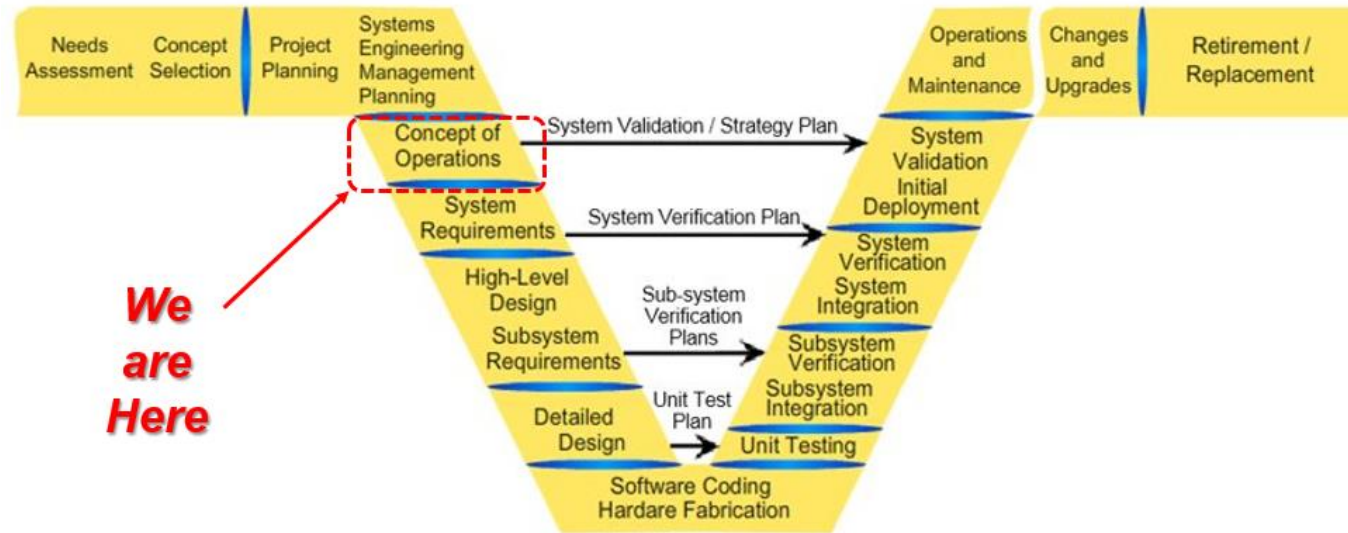 Needs
Assessment
Concept
Selection
Project
Planning
Systems
Engineering
Management
Planning
Concept of
Operations
System
Requirements
High-Level
Design
Subsystem
Requirements
Detailed
Design
Software Coding
Hardare Fabrication
System Validation / Strategy Plan
System Verification Plan
Sub-system
Verification
Plans
Unit Test
Plan
Unit Testing
Subsystem
Integration
Subsystem
Verification
System
Integration
System
Verification
System
Validation
Initial
Deployment
Operations
and
Maintenance
Changes
and
Upgrades
Retirement /
Replacement
We
are
Here